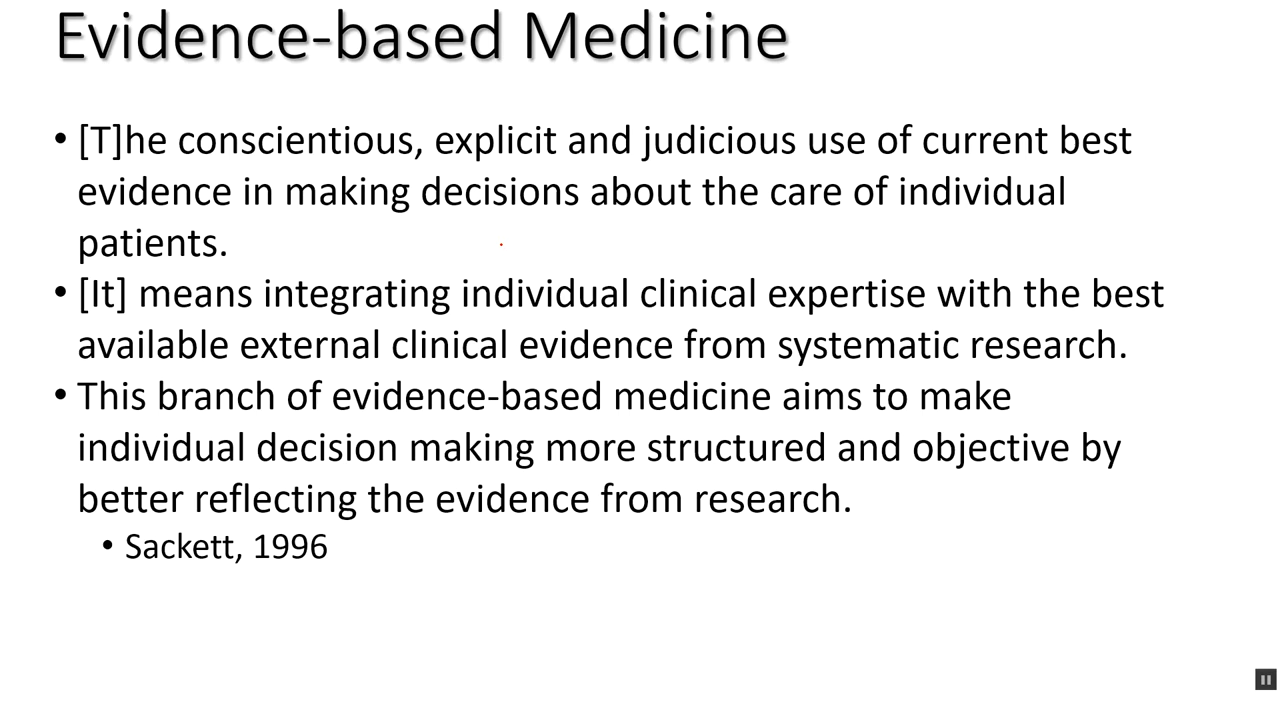 Evidence-based Medicine
• [T]he conscientious, explicit and judicious use of current best
evidence in making decisions about the care of individual
patients.
• [It] means integrating individual clinical expertise with the best
available external clinical evidence from systematic research.
• This branch of evidence-based medicine aims to make
individual decision making more structured and objective by
better reflecting the evidence from research.
• Sackett, 1996